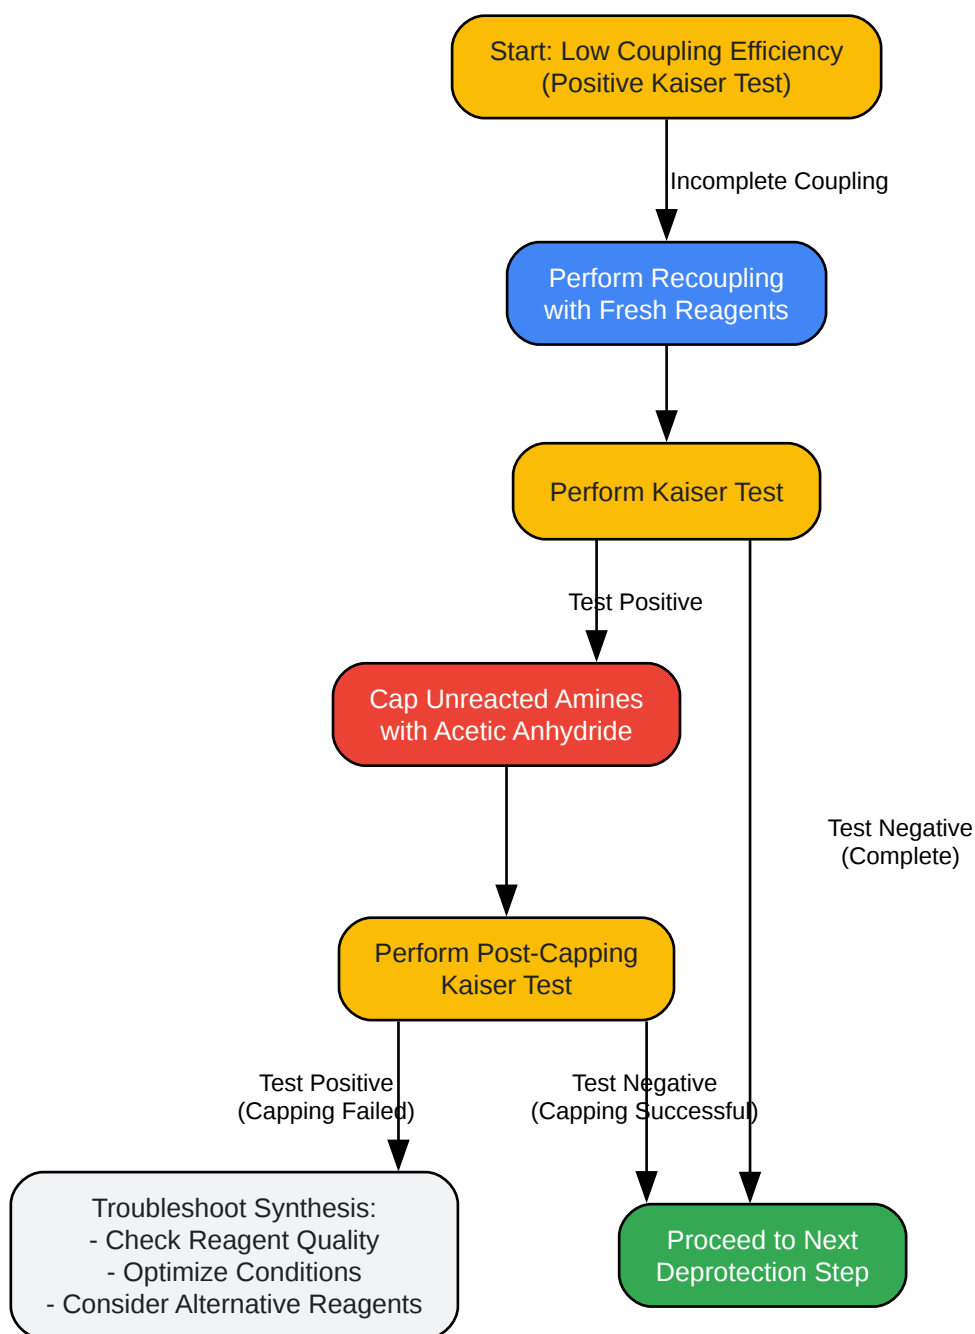 Start: Low Coupling Efficiency
(Positive Kaiser Test)
Incomplete Coupling
Perform Recoupling
with Fresh Reagents
Perform Kaiser Test
Test Positive
Cap Unreacted Amines
with Acetic Anhydride
Test Negative
(Complete)
Perform Post-Capping
Kaiser Test
Test Positive
(Capping Failed)
Test Negative
(Capping Successful)
Troubleshoot Synthesis:
- Check Reagent Quality
- Optimize Conditions
- Consider Alternative Reagents
Proceed to Next
Deprotection Step